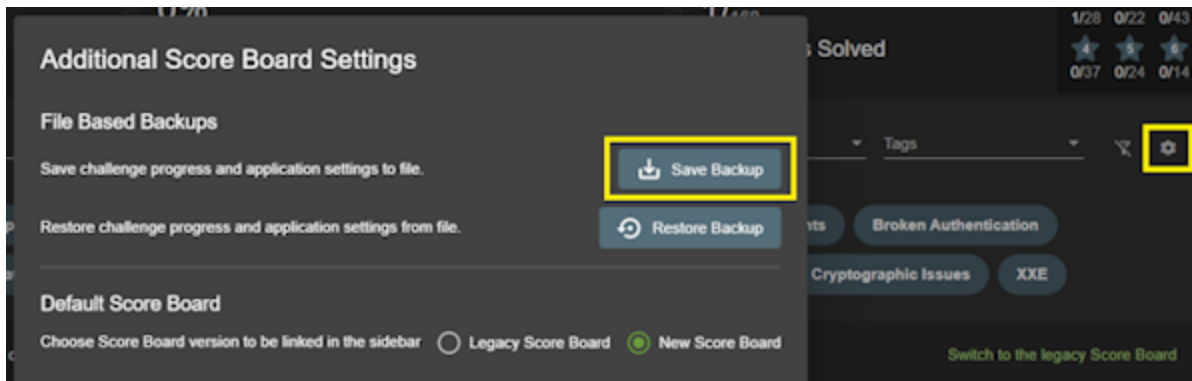 1/28 0/22 0/43
Additional Score Board Settings
s Solved
4 5 6
0/37 0/24 0/14
File Based Backups
Save challenge progress and application settings to file.
Save Backup
Tags
Restore challenge progress and application settings from file.
Restore Backup
nts
Broken Authentication
Cryptographic Issues
XXE
Default Score Board
Choose Score Board version to be linked in the sidebar
Legacy Score Board
New Score Board
Switch to the legacy Score Board